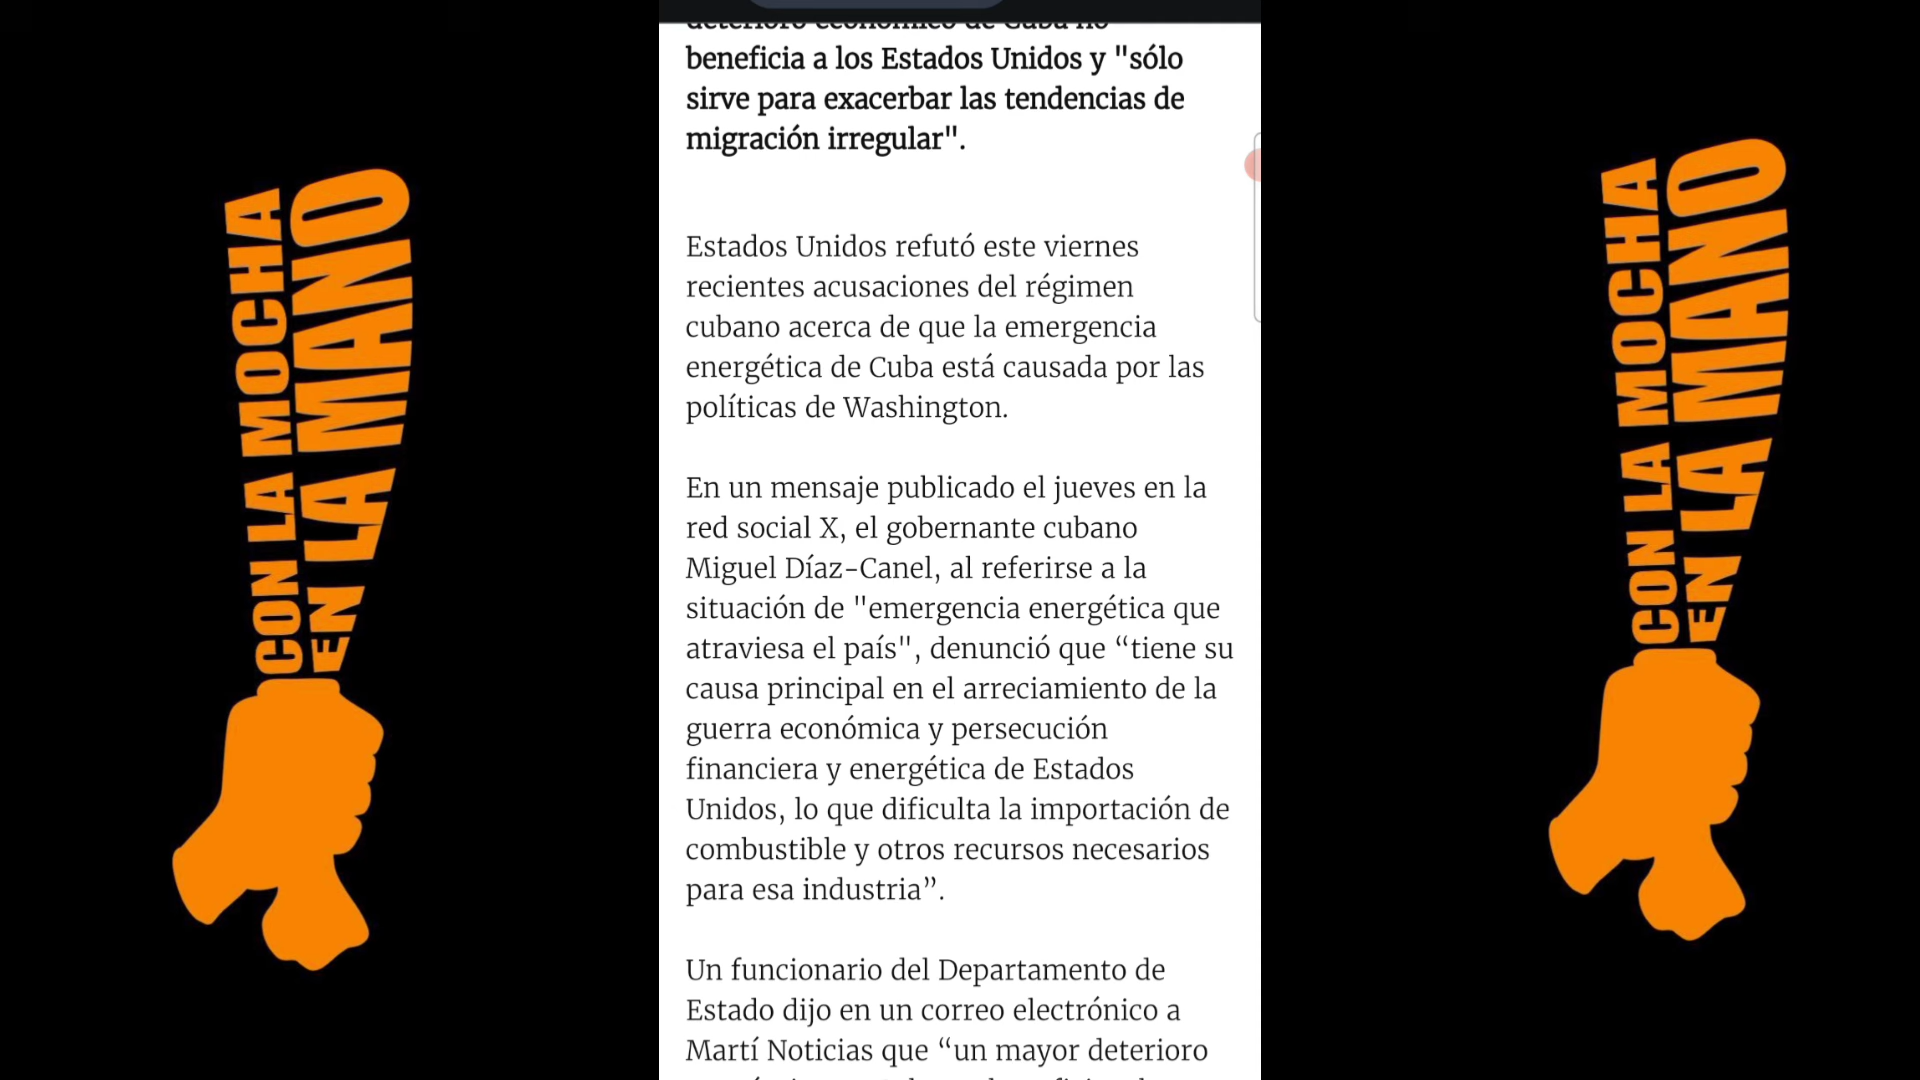 CON LA MOCHA
EN LA MANO
deterioro económico de Cuba no
beneficia a los Estados Unidos y "sólo
sirve para exacerbar las tendencias de
migración irregular".
Estados Unidos refutó este viernes
recientes acusaciones del régimen
cubano acerca de que la emergencia
energética de Cuba está causada por las
políticas de Washington.
En un mensaje publicado el jueves en la
red social X, el gobernante cubano
Miguel Díaz-Canel, al referirse a la
situación de "emergencia energética que
atraviesa el país", denunció que “tiene su
causa principal en el arreciamiento de la
guerra económica y persecución
financiera y energética de Estados
Unidos, lo que dificulta la importación de
combustible y otros recursos necesarios
para esa industria”.
Un funcionario del Departamento de
Estado dijo en un correo electrónico a
Martí Noticias que “un mayor deterioro
CON LA MOCHA
EN LA MANO